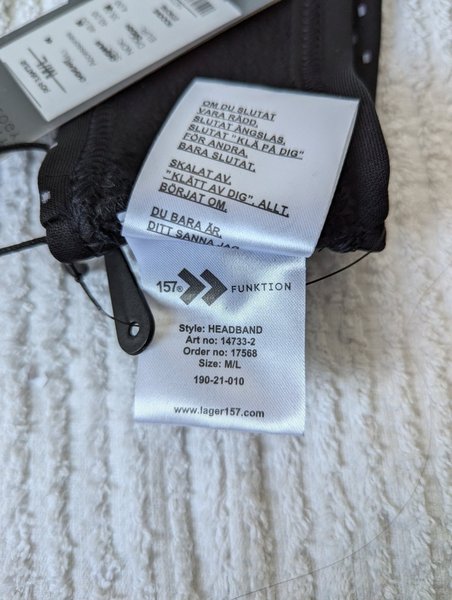 OM DU SLUTAT
VARA RÄDD.
SLUTAT ÄNGSLAS.
SLUTAT "KLÄ PÅ DIG"
FÖR ANDRA.
BARA SLUTAT.
SKALAT AV.
"KLÄTT AV DIG". ALLT.
BÖRJAT OM.
DU BARA ÄR.
DITT SANNA JAG
157® FUNKTION
Style: HEADBAND
Art no: 14733-2
Order no: 17568
Size: M/L
190-21-010
www.lager157.com